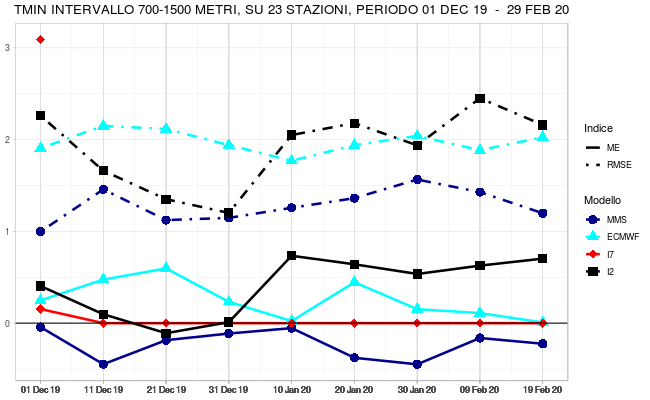 TMIN INTERVALLO 700-1500 METRI, SU 23 STAZIONI, PERIODO 01 DEC 19 - 29 FEB 20
3
2
1
0
01 Dec 19 11 Dec 19 21 Dec 19 31 Dec 19 10 Jan 20 20 Jan 20 30 Jan 20 09 Feb 20 19 Feb 20
Indice
ME
RMSE
Modello
MMS
ECMWF
I7
I2